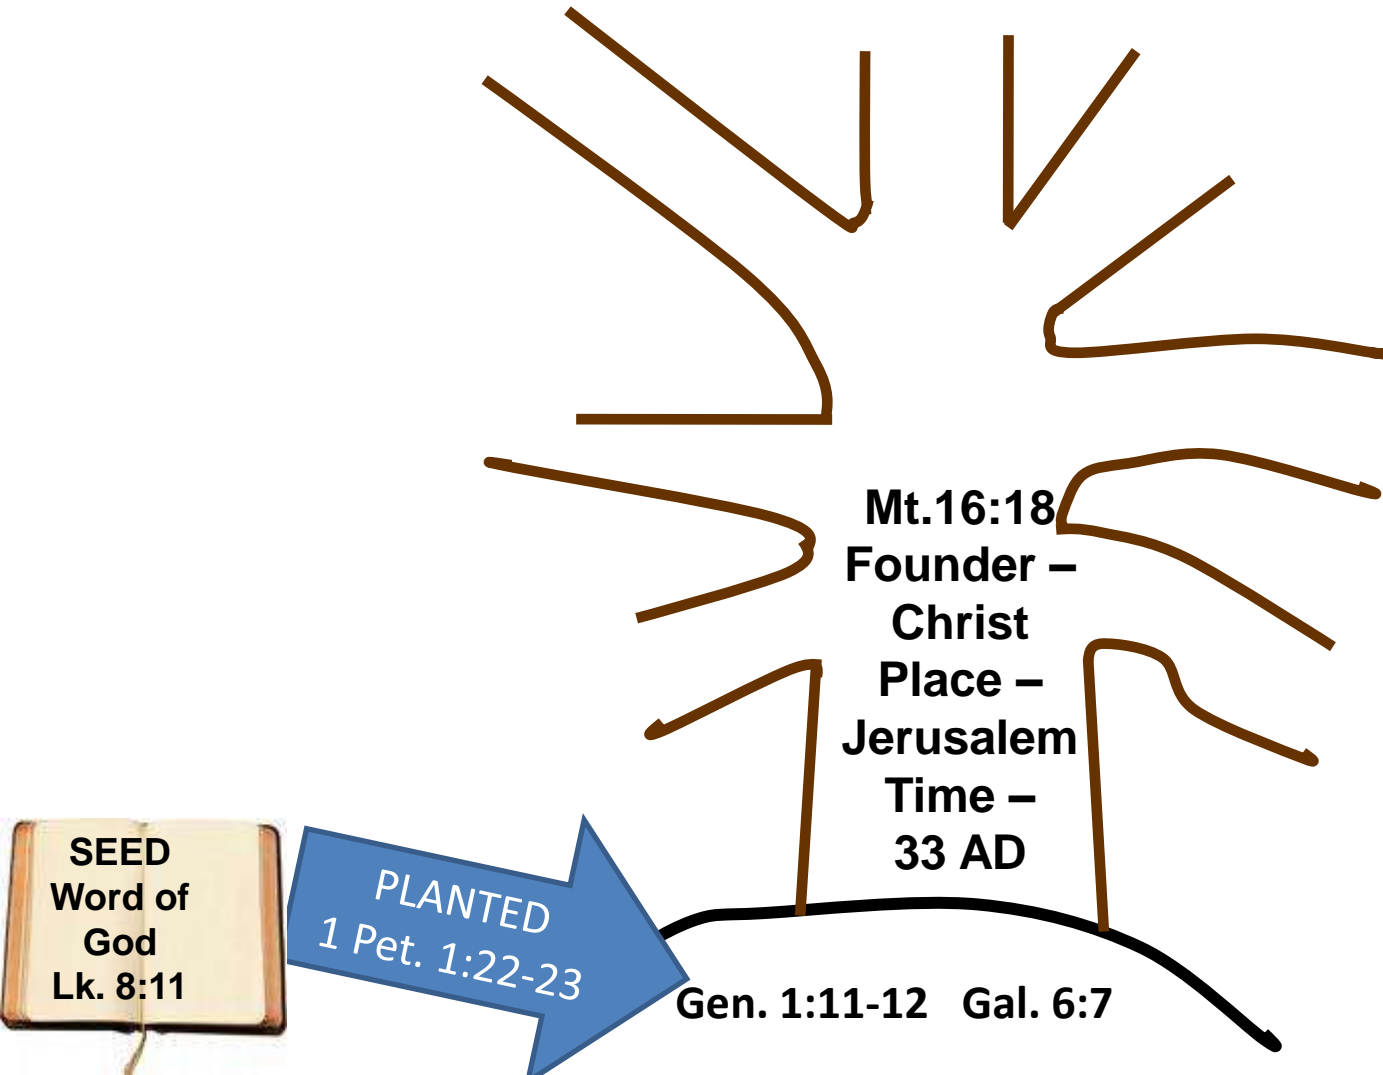 Mt.16:18
Founder –
Christ
Place –
Jerusalem
Time –
33 AD
SEED
Word of
God
Lk. 8:11
PLANTED
1 Pet. 1:22-23
Gen. 1:11-12 Gal. 6:7